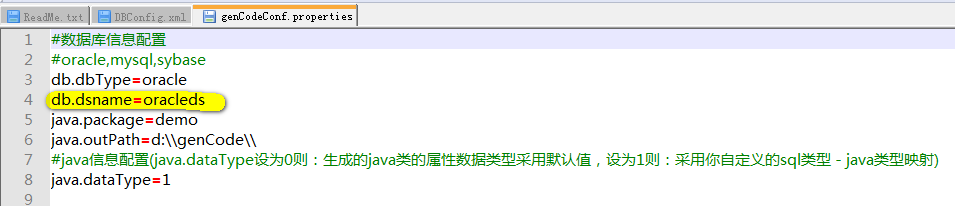 ReadMe.txt DBConfig.xml genCodeConf.properties
1 #数据库信息配置
2 #oracle,mysql,sybase
3 db.dbType=oracle
4 db.dsname=oracleds
5 java.package=demo
6 java.outPath=d:\\genCode\\
7 #java信息配置(java.dataType设为0则：生成的java类的属性数据类型采用默认值，设为1则：采用你自定义的sql类型－java类型映射)
8 java.dataType=1
9